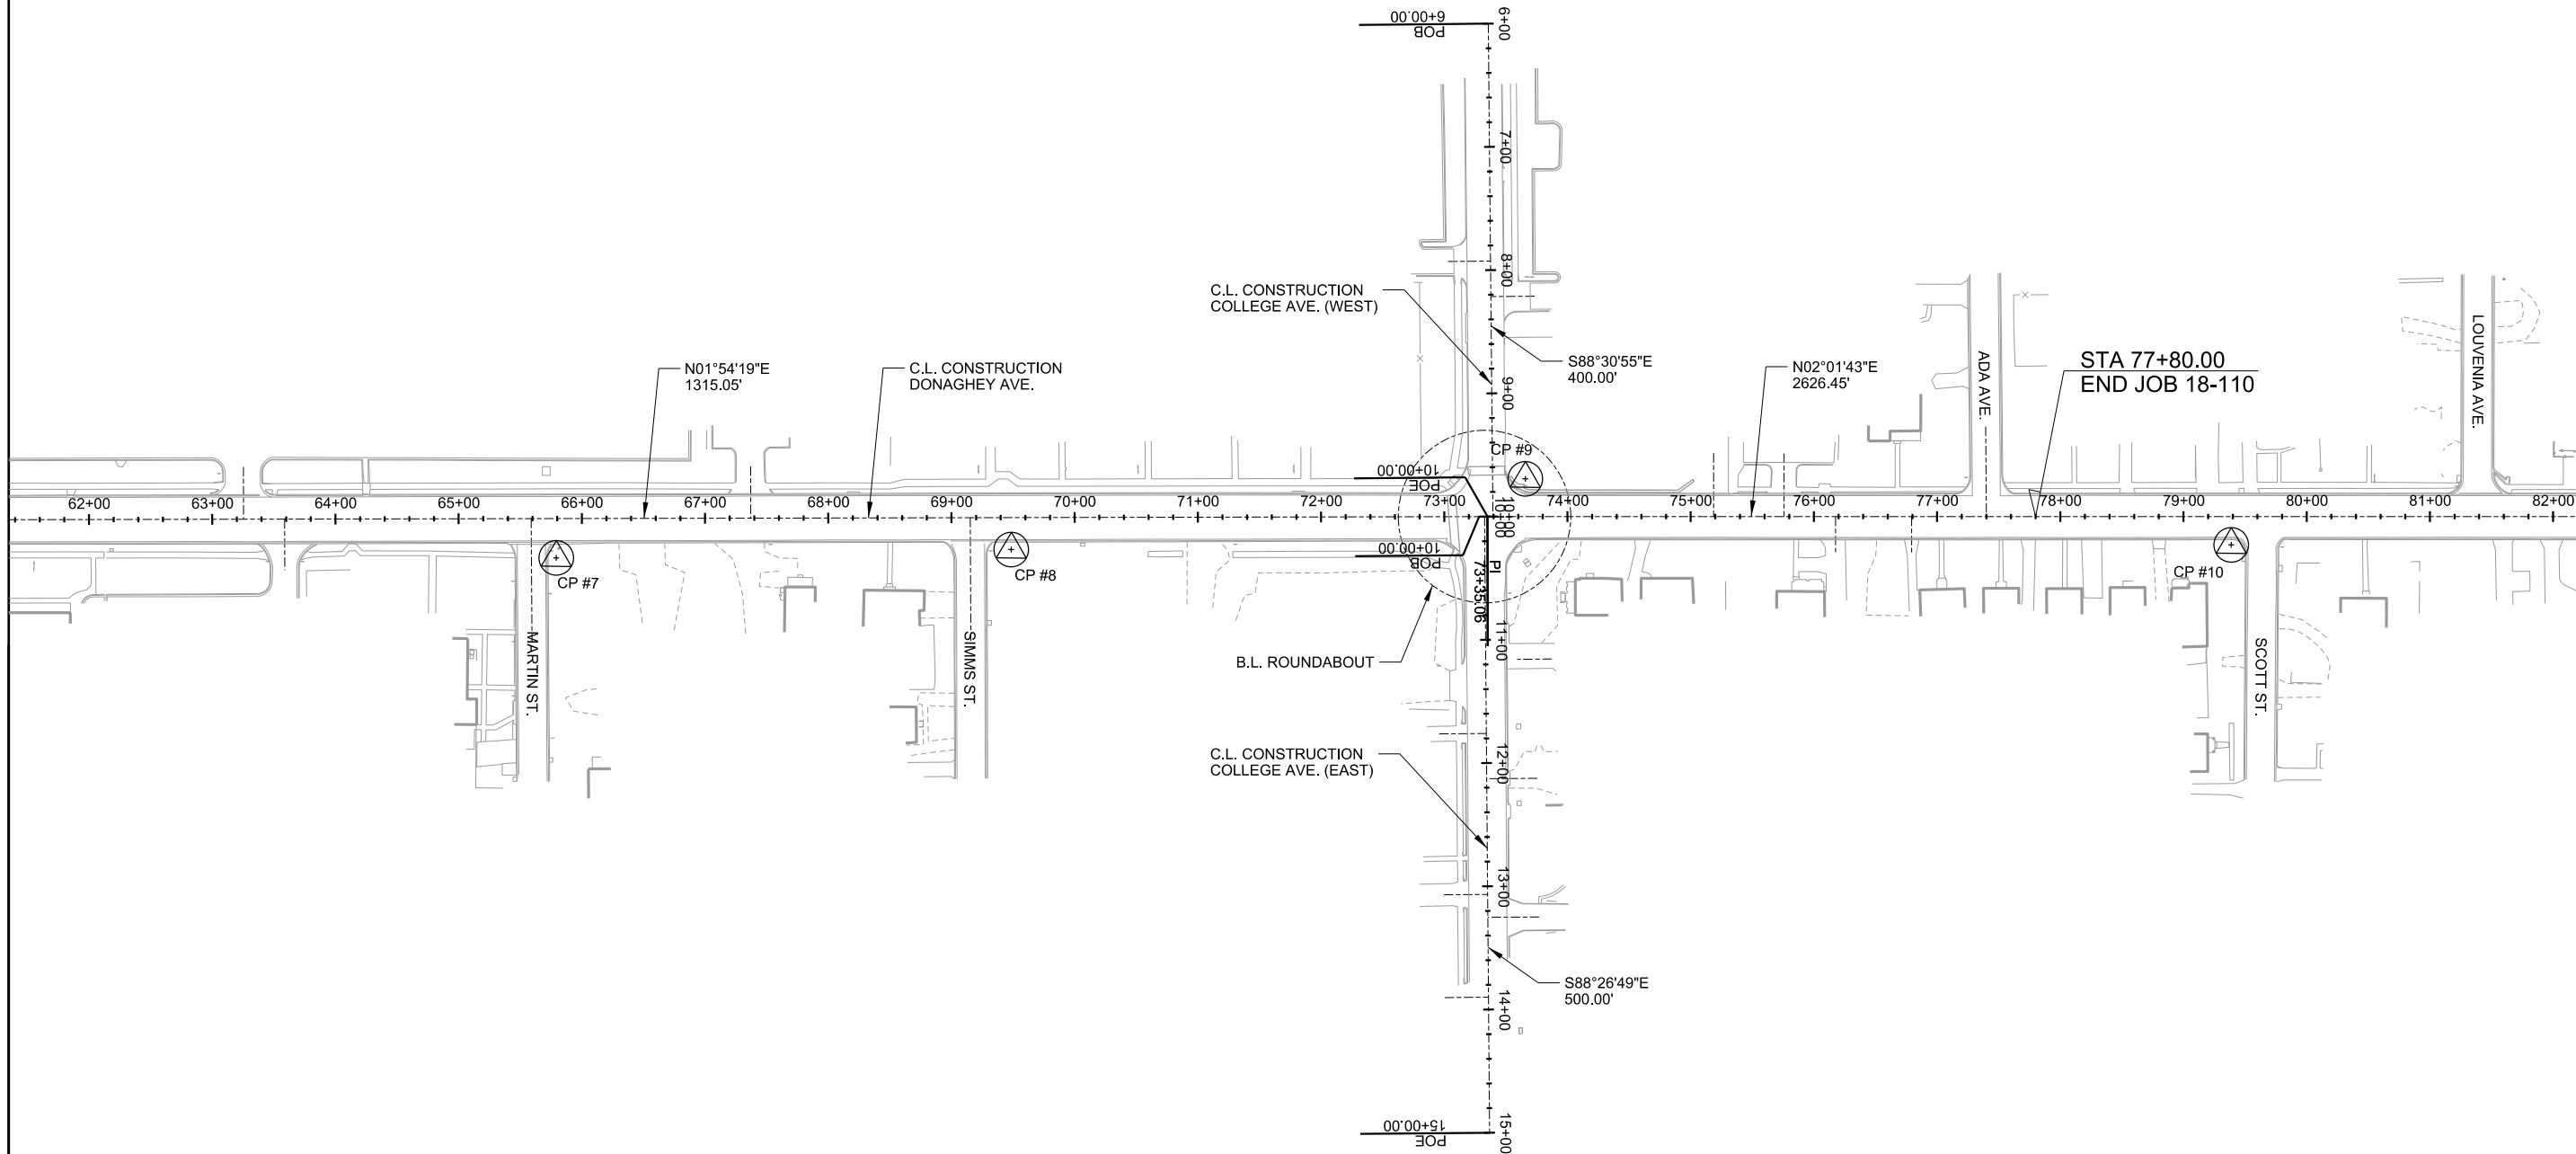 6+00.00
POB
6+00
7+00
8+00
9+00
10+00
C.L. CONSTRUCTION
COLLEGE AVE. (WEST)
S88°30'55"E
400.00'
N01°54'19"E
1315.05'
C.L. CONSTRUCTION
DONAGHEY AVE.
N02°01'43"E
2626.45'
ADA AVE.
STA 77+80.00
END JOB 18-110
LOUVENIA AVE.
CP #9
10+00.00
POE
62+00
63+00
64+00
65+00
66+00
67+00
68+00
69+00
70+00
71+00
72+00
73+00
74+00
75+00
76+00
77+00
78+00
79+00
80+00
81+00
82+00
10+00
10+00.00
POB
PI
73+35.06
CP #7
CP #8
CP #10
MARTIN ST.
SIMMS ST.
SCOTT ST.
B.L. ROUNDABOUT
11+00
C.L. CONSTRUCTION
COLLEGE AVE. (EAST)
12+00
13+00
S88°26'49"E
500.00'
14+00
15+00.00
POE
15+00